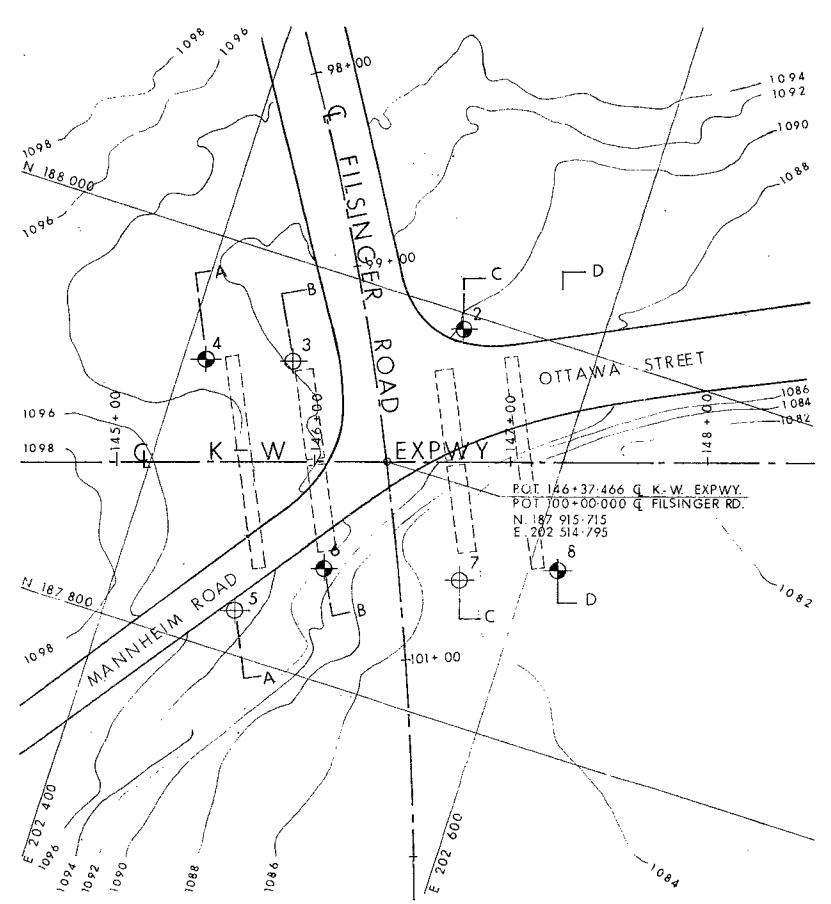 1098
1096
98+00
1094
1092
1090
1098
1088
N 188 000
1096
℄ FILSINGER ROAD
99+00
A
B
C
D
2
4
3
OTTAWA STREET
1096
145+00
146+00
147+00
148+00
1086
1084
1082
1098
℄ K W EXPWY
POT 146+37·466 ℄ K.-W. EXPWY.
POT 100+00·000 ℄ FILSINGER RD.
N. 187 915·715
E. 202 514·795
6
7
8
N 187 800
MANNHEIM ROAD
5
B
C
D
1082
1098
A
101+00
E 202 400
1096
1094
1092
1090
1088
1086
E 202 600
1084